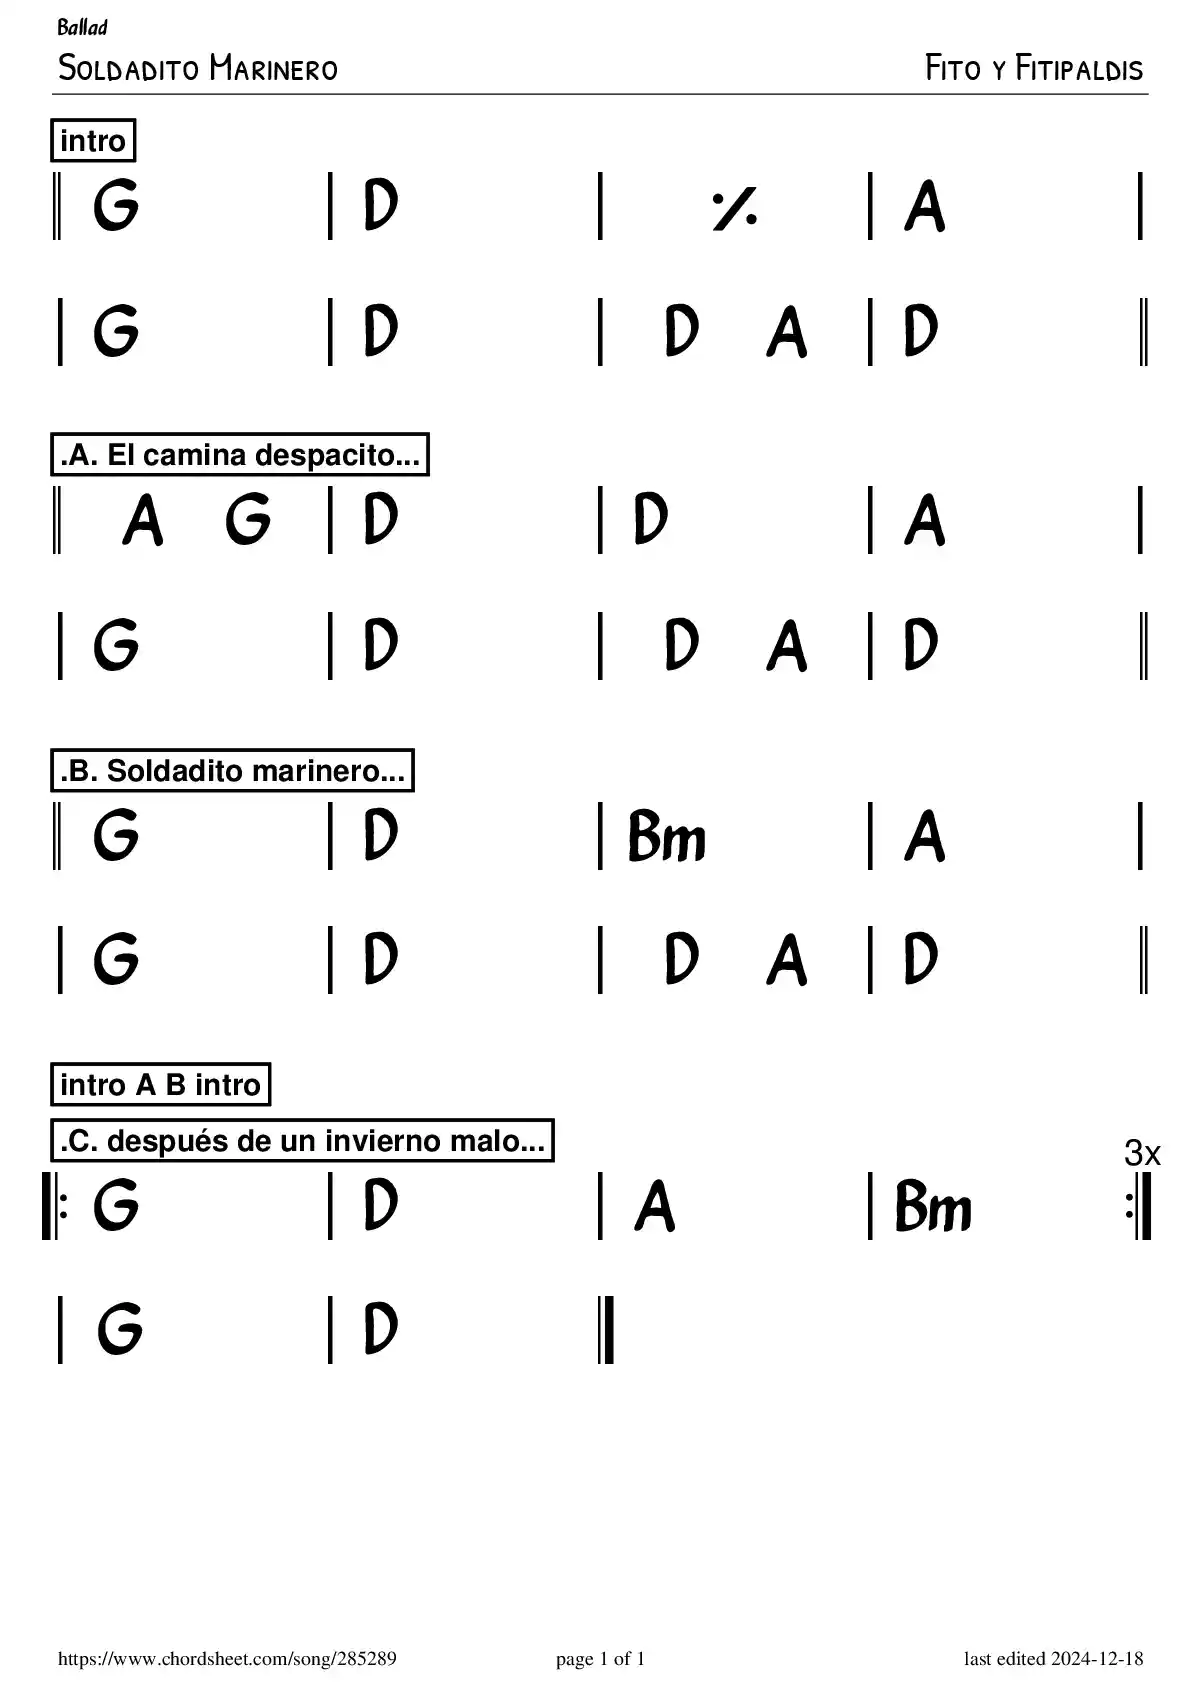 Ballad
Soldadito Marinero Fito y Fitipaldis
intro
G D ٪ A
G D D A D
.A. El camina despacito...
A G D D A
G D D A D
.B. Soldadito marinero...
G D Bm A
G D D A D
intro A B intro
.C. después de un invierno malo...
3x
G D A Bm
G D
https://www.chordsheet.com/song/285289 page 1 of 1 last edited 2024-12-18